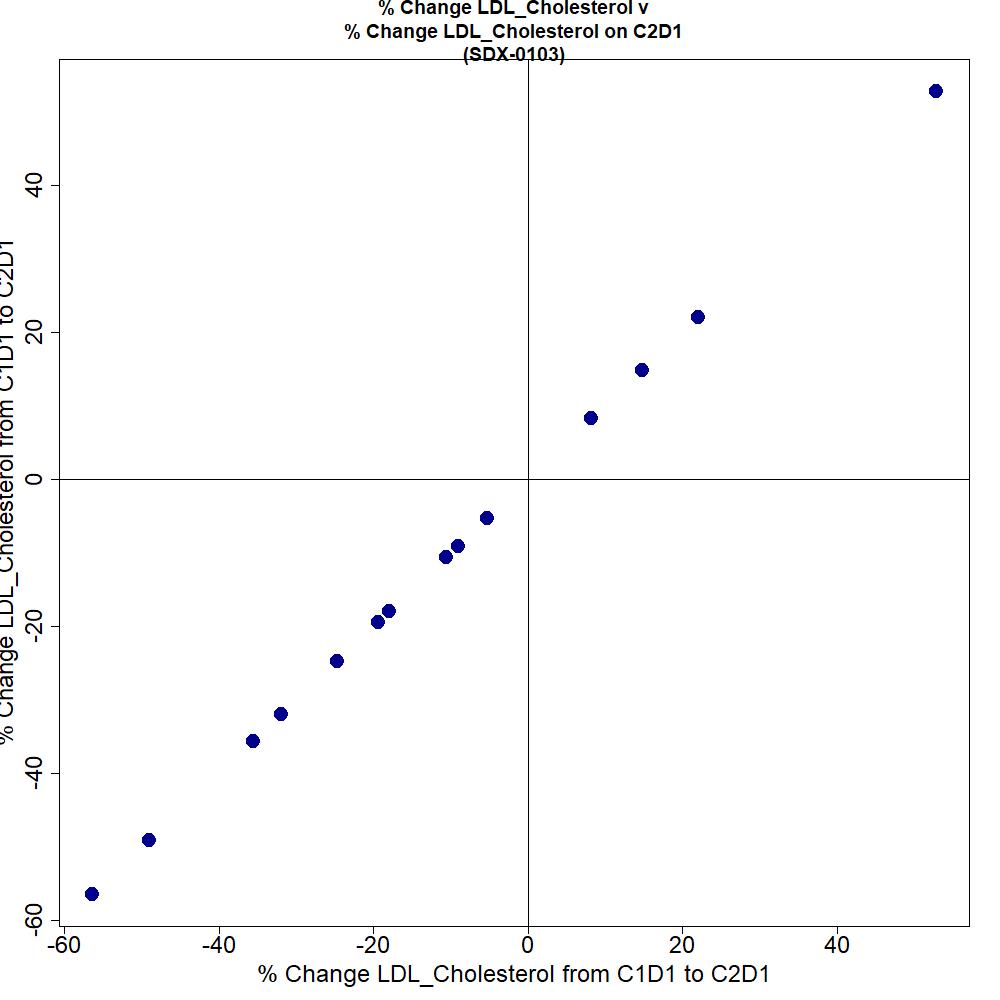 % Change LDL_Cholesterol v
% Change LDL_Cholesterol on C2D1
(SDX-0103)
% Change LDL_Cholesterol from C1D1 to C2D1
40
20
0
-20
-40
-60
-60 -40 -20 0 20 40
% Change LDL_Cholesterol from C1D1 to C2D1